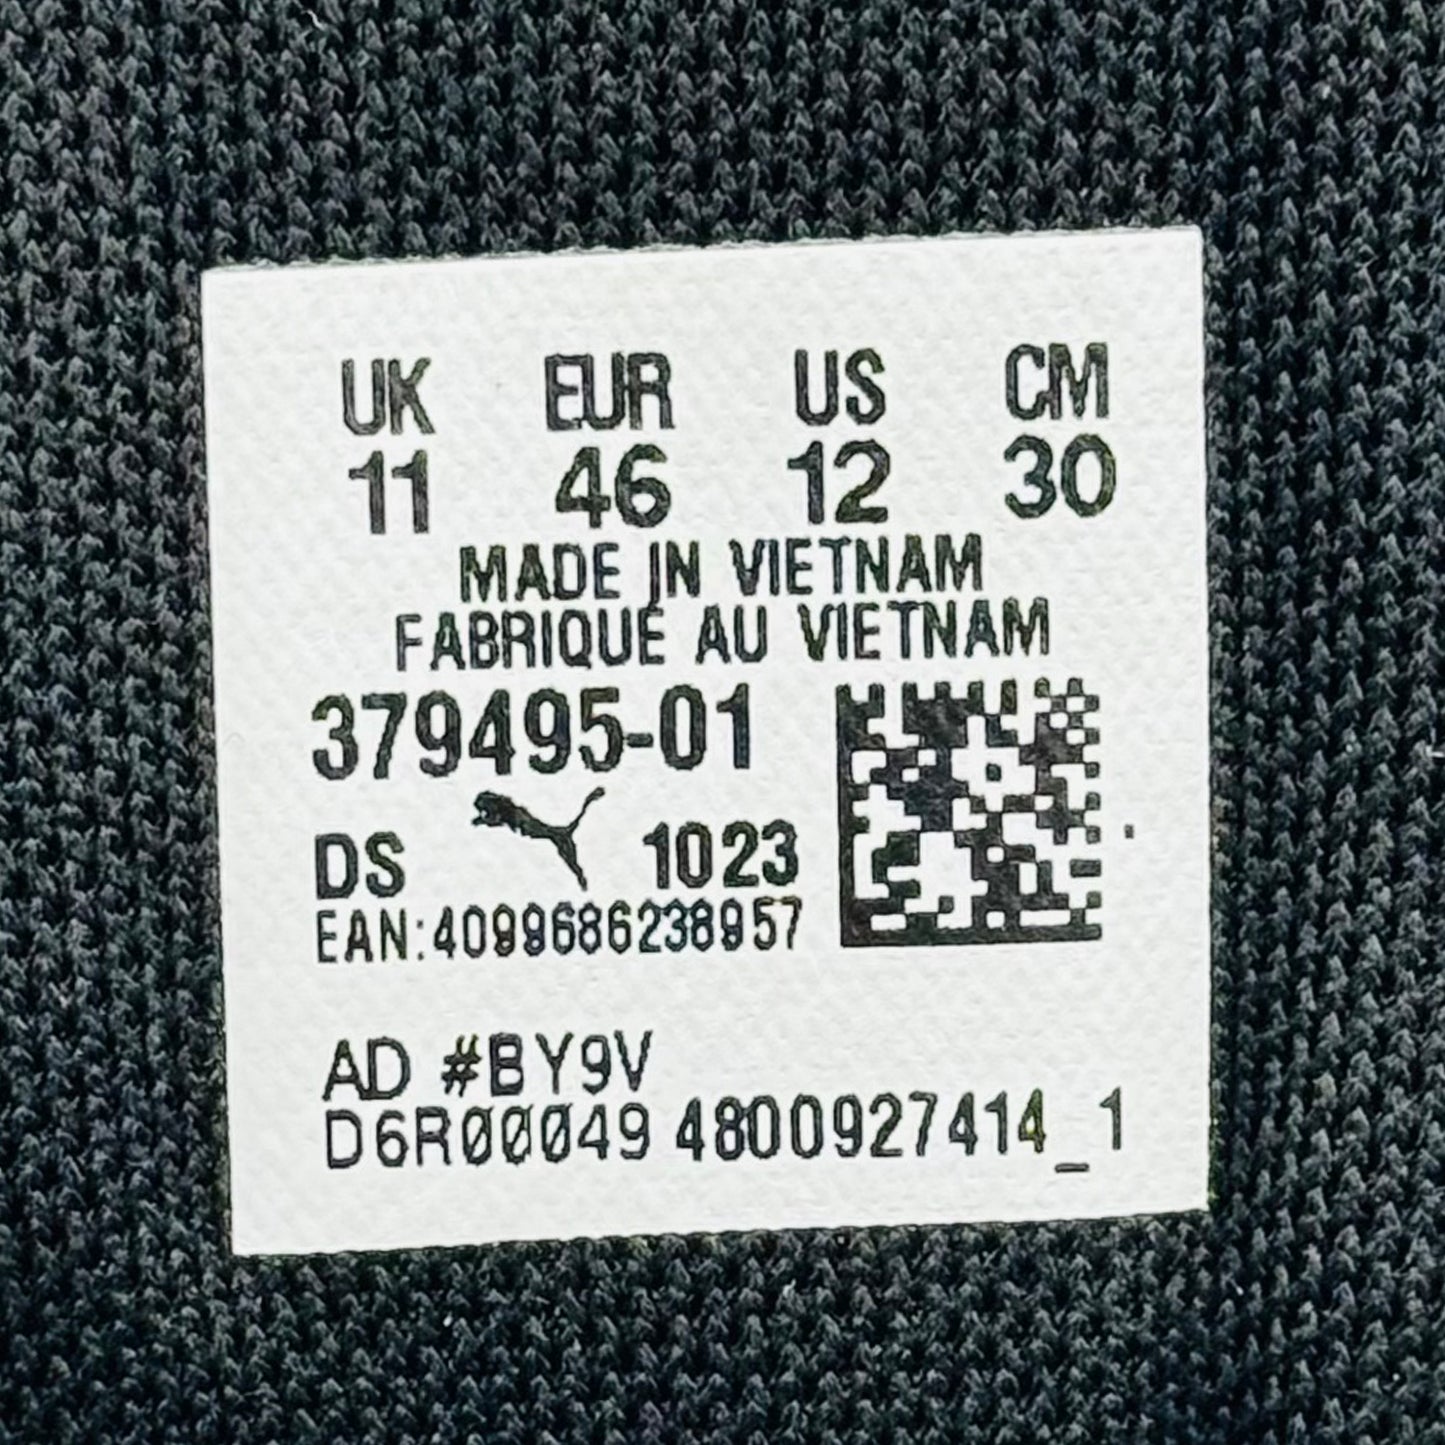 UK EUR US CM
11 46 12 30
MADE IN VIETNAM
FABRIQUÉ AU VIETNAM
379495-01
DS 1023
EAN:4099686238957
AD #BY9V
D6R00049 4800927414_1